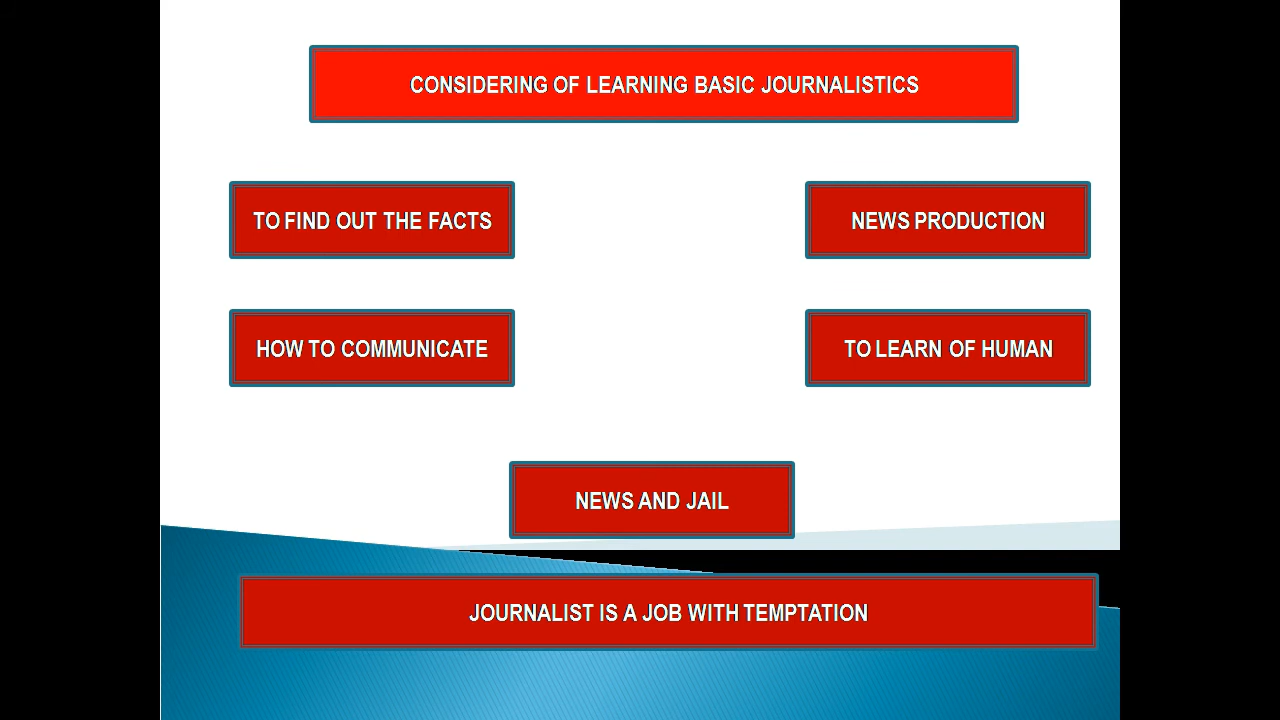 CONSIDERING OF LEARNING BASIC JOURNALISTICS
TO FIND OUT THE FACTS
NEWS PRODUCTION
HOW TO COMMUNICATE
TO LEARN OF HUMAN
NEWS AND JAIL
JOURNALIST IS A JOB WITH TEMPTATION